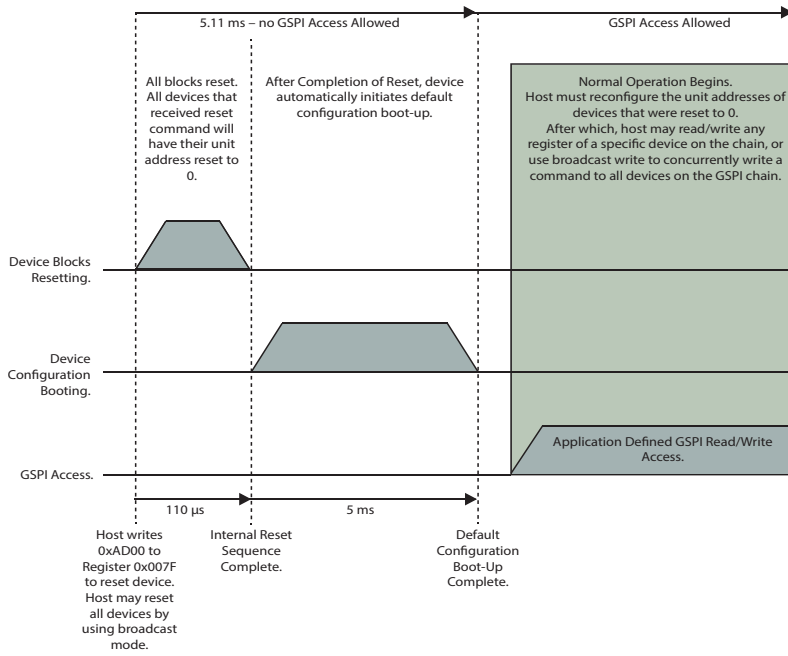 5.11 ms – no GSPI Access Allowed
GSPI Access Allowed
All blocks reset.
All devices that
received reset
command will
have their unit
address reset to
0.
After Completion of Reset, device
automatically initiates default
configuration boot-up.
Normal Operation Begins.
Host must reconfigure the unit addresses of
devices that were reset to 0.
After which, host may read/write any
register of a specific device on the chain, or
use broadcast write to concurrently write a
command to all devices on the GSPI chain.
Device Blocks
Resetting.
Device
Configuration
Booting.
Application Defined GSPI Read/Write
Access.
GSPI Access.
110 μs
5 ms
Host writes
0xAD00 to
Register 0x007F
to reset device.
Host may reset
all devices by
using broadcast
mode.
Internal Reset
Sequence
Complete.
Default
Configuration
Boot-Up
Complete.